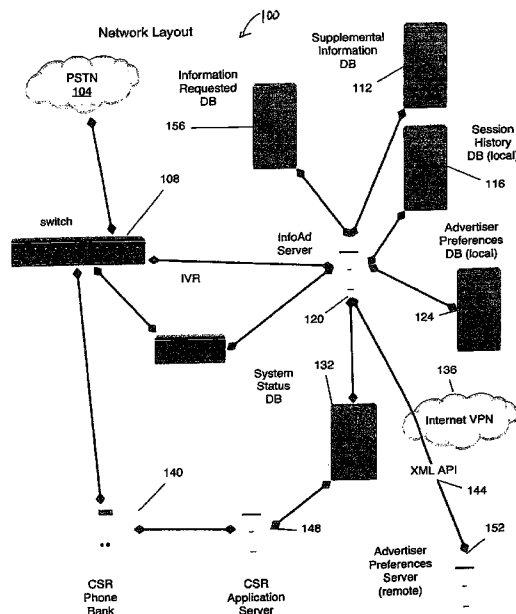 100
Network Layout
PSTN
104
Information
Requested
DB
156
Supplemental
Information
DB
112
Session
History
DB (local)
116
108
switch
InfoAd
Server
IVR
Advertiser
Preferences
DB (local)
120
124
System
Status
DB
132
136
Internet VPN
XML API
144
140
148
152
CSR
Phone
Bank
CSR
Application
Server
Advertiser
Preferences
Server
(remote)